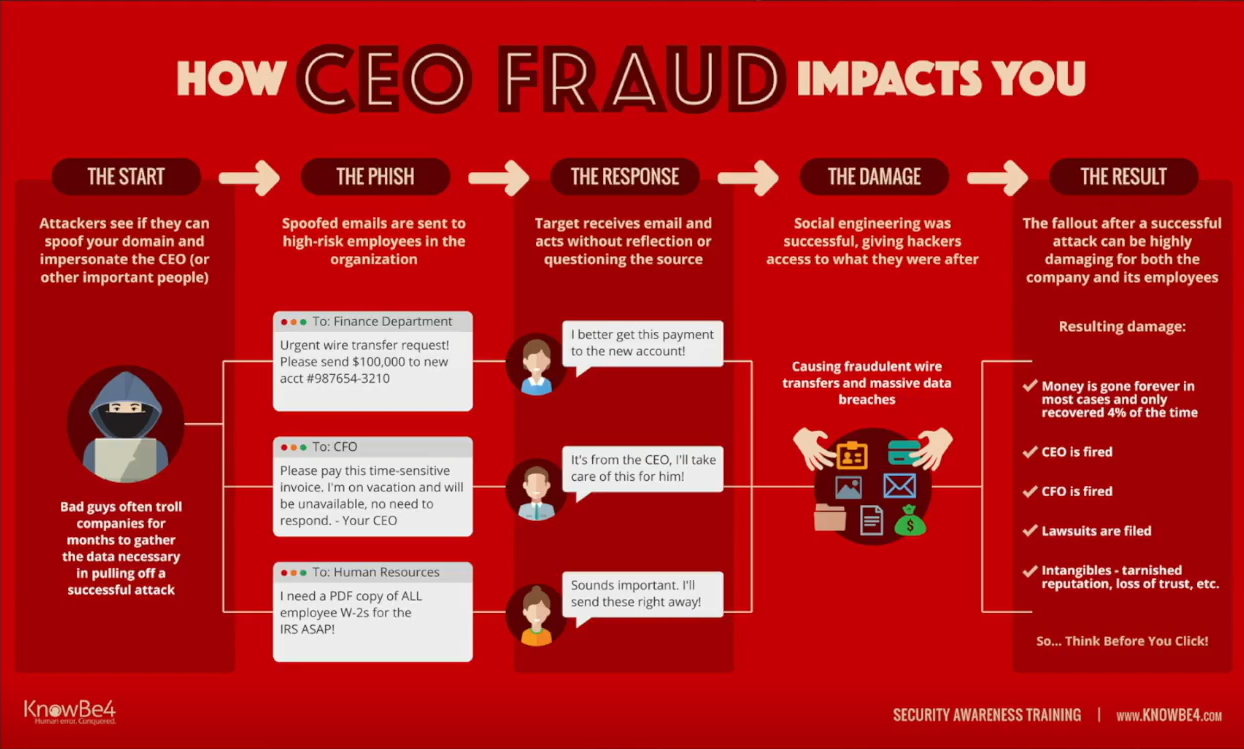 HOW CEO FRAUD IMPACTS YOU
THE START
THE PHISH
THE RESPONSE
THE DAMAGE
THE RESULT
Attackers see if they can
spoof your domain and
impersonate the CEO (or
other important people)
Spoofed emails are sent to
high-risk employees in the
organization
Target receives email and
acts without reflection or
questioning the source
Social engineering was
successful, giving hackers
access to what they were after
The fallout after a successful
attack can be highly
damaging for both the
company and its employees
Bad guys often troll
companies for
months to gather
the data necessary
in pulling off a
successful attack
To: Finance Department
Urgent wire transfer request!
Please send $100,000 to new
acct #987654-3210
To: CFO
Please pay this time-sensitive
invoice. I'm on vacation and will
be unavailable, no need to
respond. - Your CEO
To: Human Resources
I need a PDF copy of ALL
employee W-2s for the
IRS ASAP!
I better get this payment
to the new account!
It's from the CEO, I'll take
care of this for him!
Sounds important. I'll
send these right away!
Causing fraudulent wire
transfers and massive data
breaches
$
Resulting damage:
Money is gone forever in
most cases and only
recovered 4% of the time
CEO is fired
CFO is fired
Lawsuits are filed
Intangibles - tarnished
reputation, loss of trust, etc.
So... Think Before You Click!
KnowBe4
Human error. Conquered.
SECURITY AWARENESS TRAINING | www.KNOWBE4.com